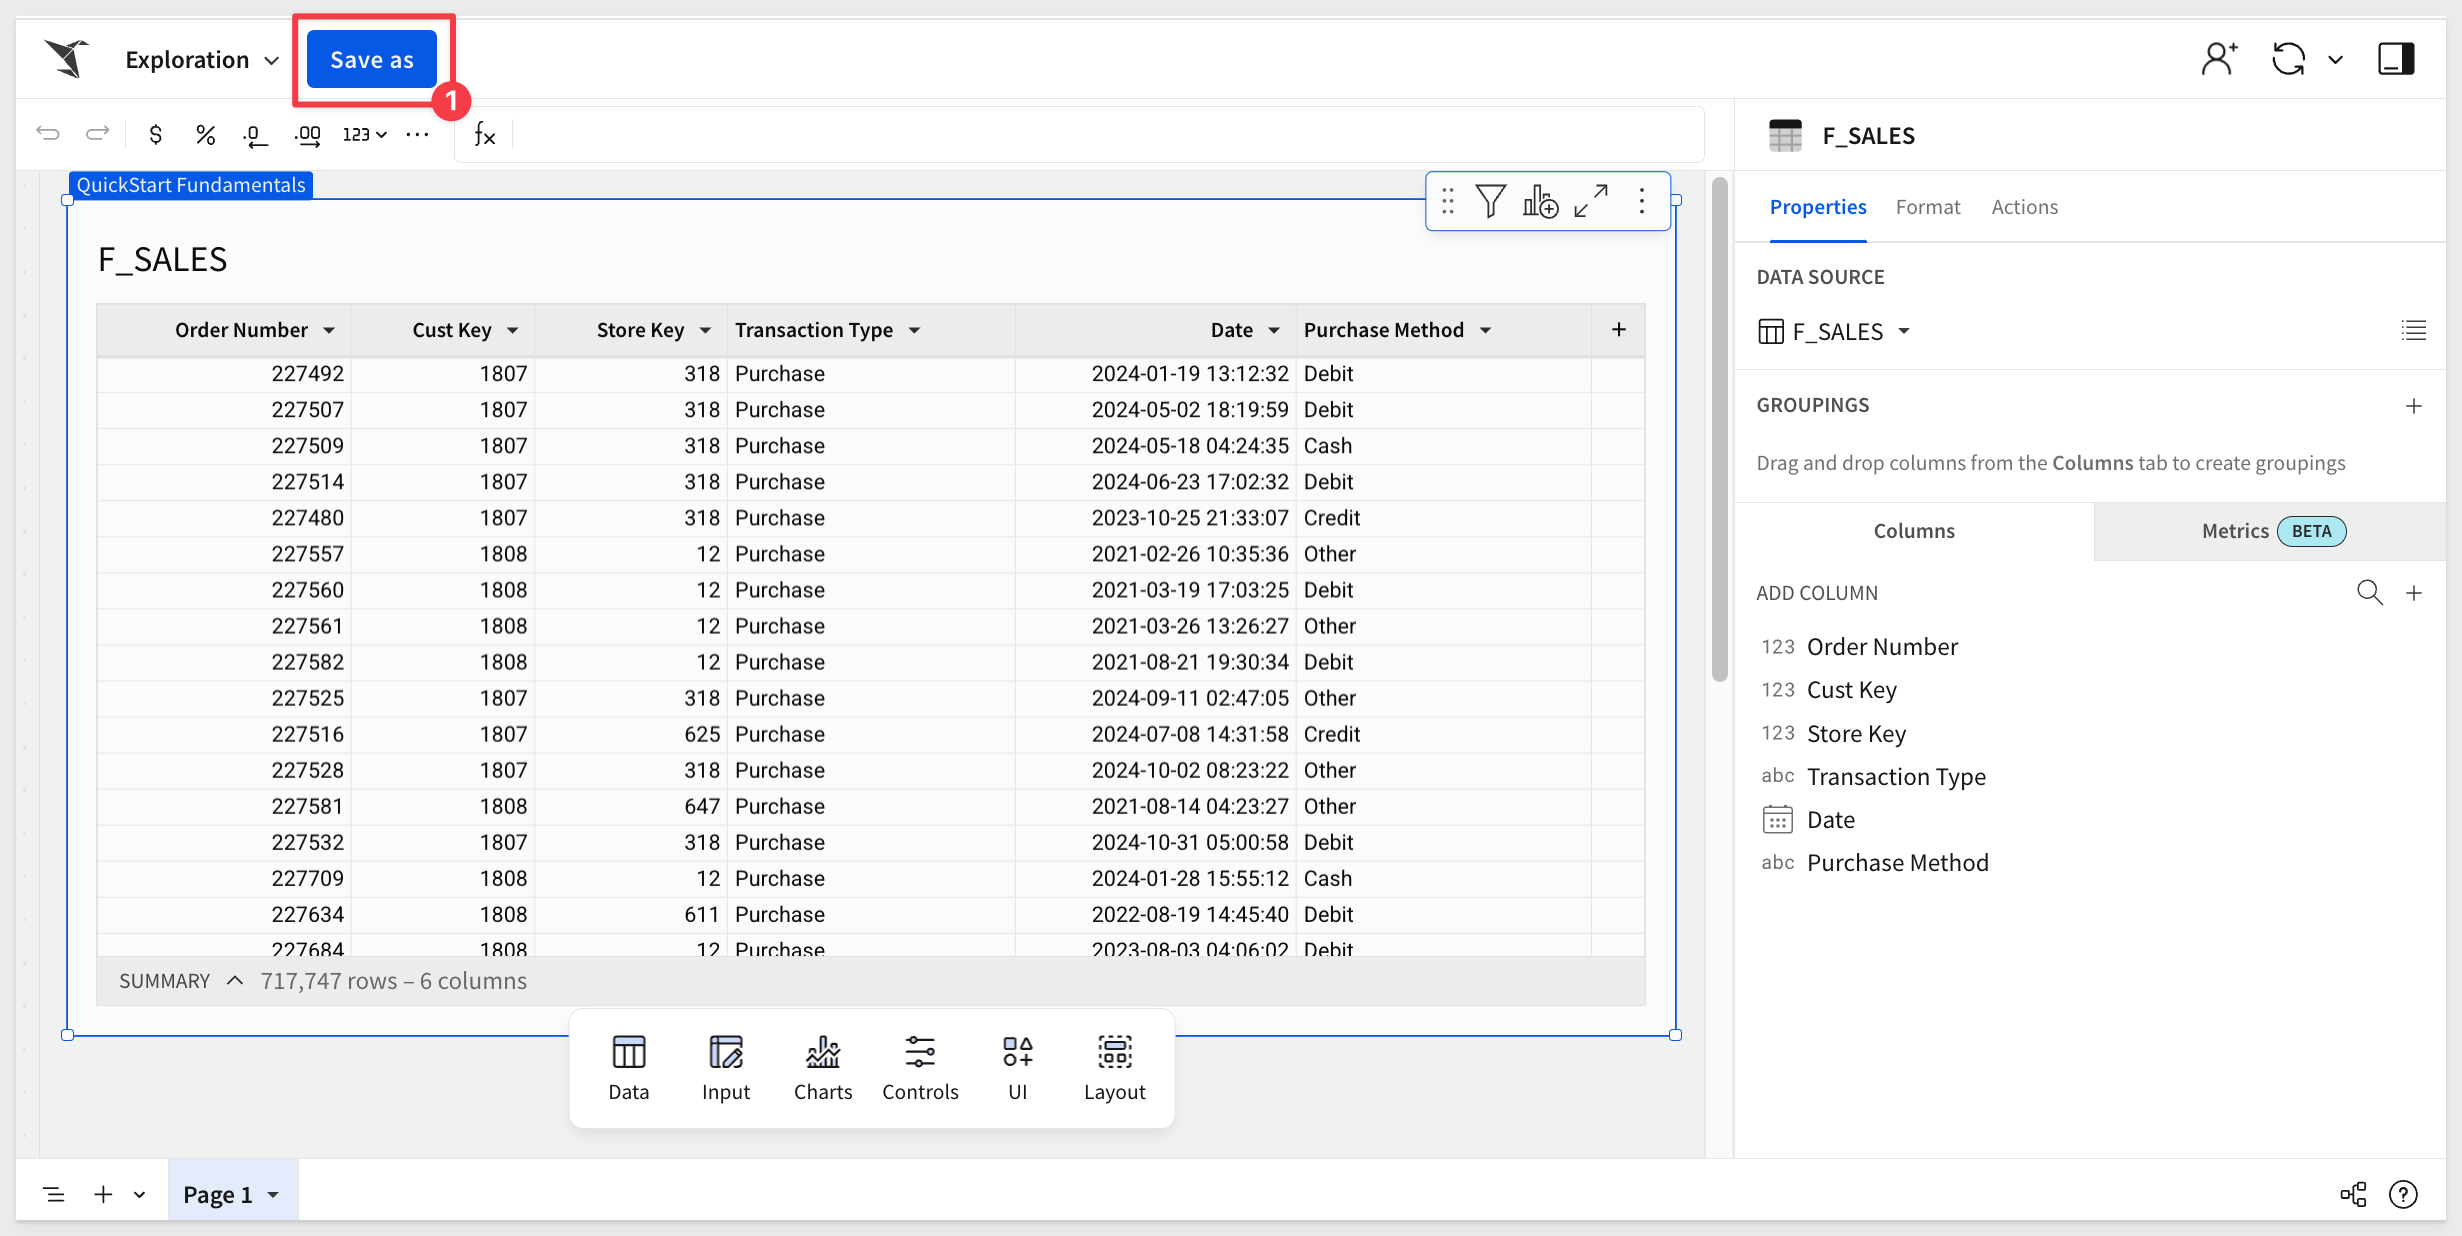 Exploration Save as
1
$ % .0 .00 123 ... fx
QuickStart Fundamentals
F_SALES
Order Number Cust Key Store Key Transaction Type Date Purchase Method +
227492 1807 318 Purchase 2024-01-19 13:12:32 Debit
227507 1807 318 Purchase 2024-05-02 18:19:59 Debit
227509 1807 318 Purchase 2024-05-18 04:24:35 Cash
227514 1807 318 Purchase 2024-06-23 17:02:32 Debit
227480 1807 318 Purchase 2023-10-25 21:33:07 Credit
227557 1808 12 Purchase 2021-02-26 10:35:36 Other
227560 1808 12 Purchase 2021-03-19 17:03:25 Debit
227561 1808 12 Purchase 2021-03-26 13:26:27 Other
227582 1808 12 Purchase 2021-08-21 19:30:34 Debit
227525 1807 318 Purchase 2024-09-11 02:47:05 Other
227516 1807 625 Purchase 2024-07-08 14:31:58 Credit
227528 1807 318 Purchase 2024-10-02 08:23:22 Other
227581 1808 647 Purchase 2021-08-14 04:23:27 Other
227532 1807 318 Purchase 2024-10-31 05:00:58 Debit
227709 1808 12 Purchase 2024-01-28 15:55:12 Cash
227634 1808 611 Purchase 2022-08-19 14:45:40 Debit
227684 1808 12 Purchase 2023-08-03 04:06:02 Debit
SUMMARY 717,747 rows – 6 columns
Data Input Charts Controls UI Layout
Page 1
F_SALES
Properties Format Actions
DATA SOURCE
F_SALES
GROUPINGS
Drag and drop columns from the Columns tab to create groupings
Columns Metrics BETA
ADD COLUMN
123 Order Number
123 Cust Key
123 Store Key
abc Transaction Type
Date
abc Purchase Method